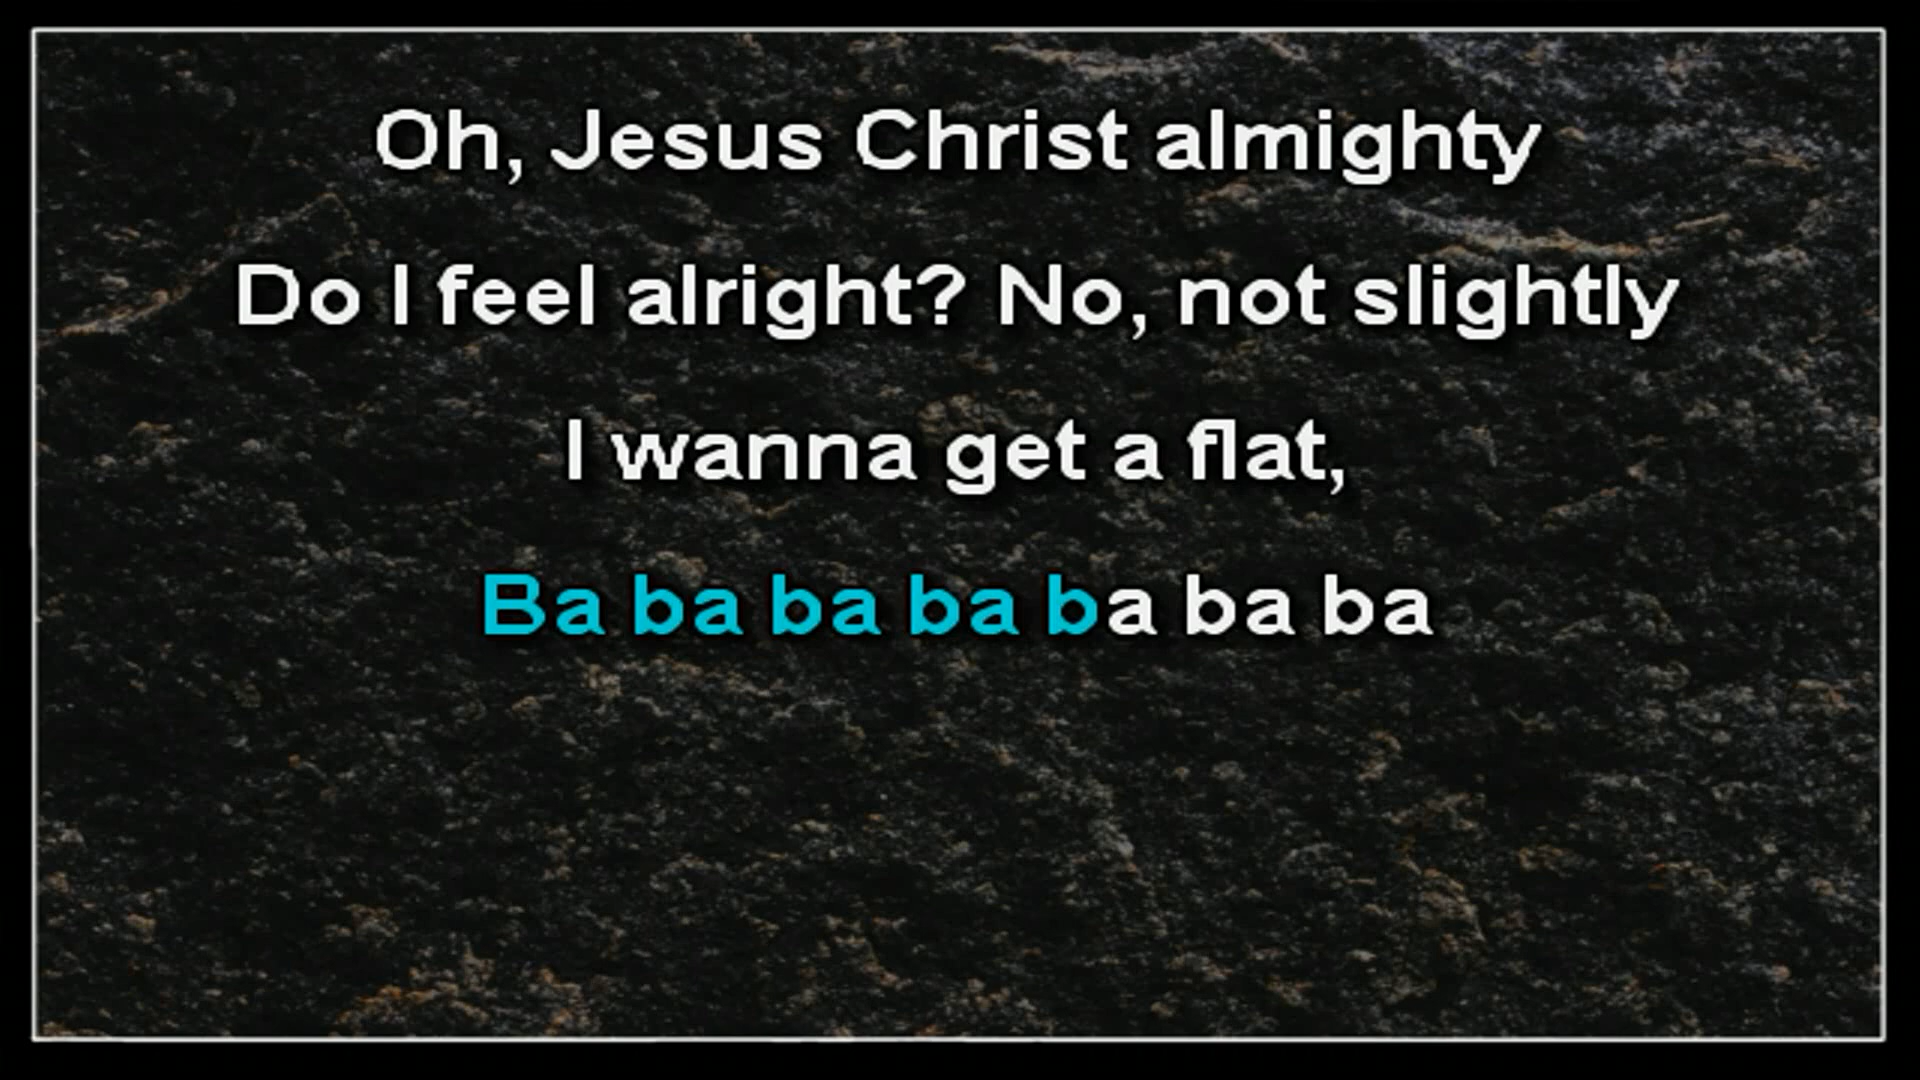 Oh, Jesus Christ almighty
Do I feel alright? No, not slightly
I wanna get a flat,
Ba ba ba ba ba ba ba